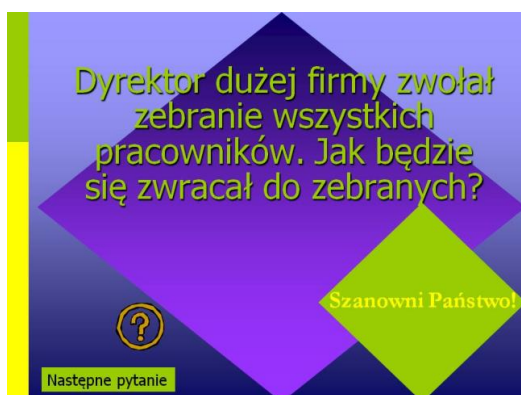 Dyrektor dużej firmy zwołał
zebranie wszystkich
pracowników. Jak będzie
się zwracał do zebranych?
Szanowni Państwo!
?
Następne pytanie